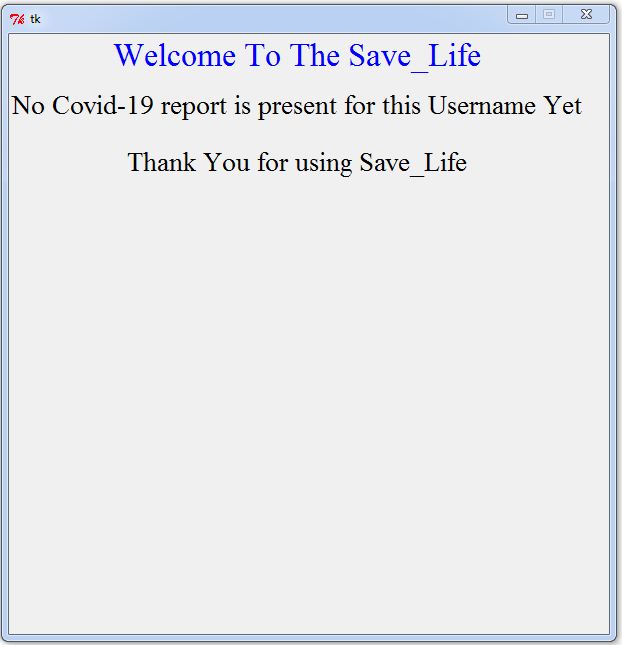 tk
Welcome To The Save_Life
No Covid-19 report is present for this Username Yet
Thank You for using Save_Life